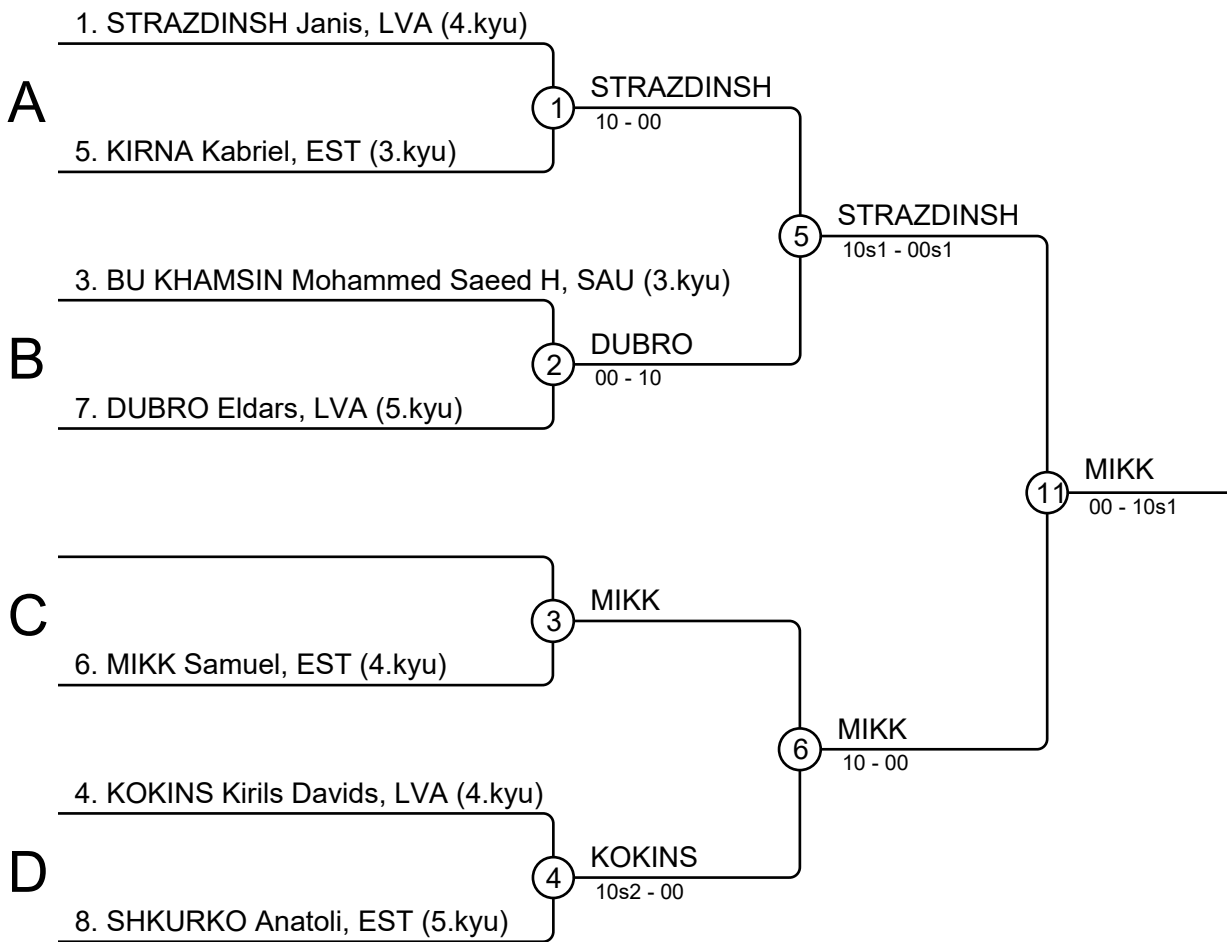 1. STRAZDINSH Janis, LVA (4.kyu)
A
1
STRAZDINSH
10 - 00
5. KIRNA Kabriel, EST (3.kyu)
5
STRAZDINSH
10s1 - 00s1
3. BU KHAMSIN Mohammed Saeed H, SAU (3.kyu)
B
2
DUBRO
00 - 10
7. DUBRO Eldars, LVA (5.kyu)
11
MIKK
00 - 10s1
C
3
MIKK
6. MIKK Samuel, EST (4.kyu)
6
MIKK
10 - 00
4. KOKINS Kirils Davids, LVA (4.kyu)
D
4
KOKINS
10s2 - 00
8. SHKURKO Anatoli, EST (5.kyu)